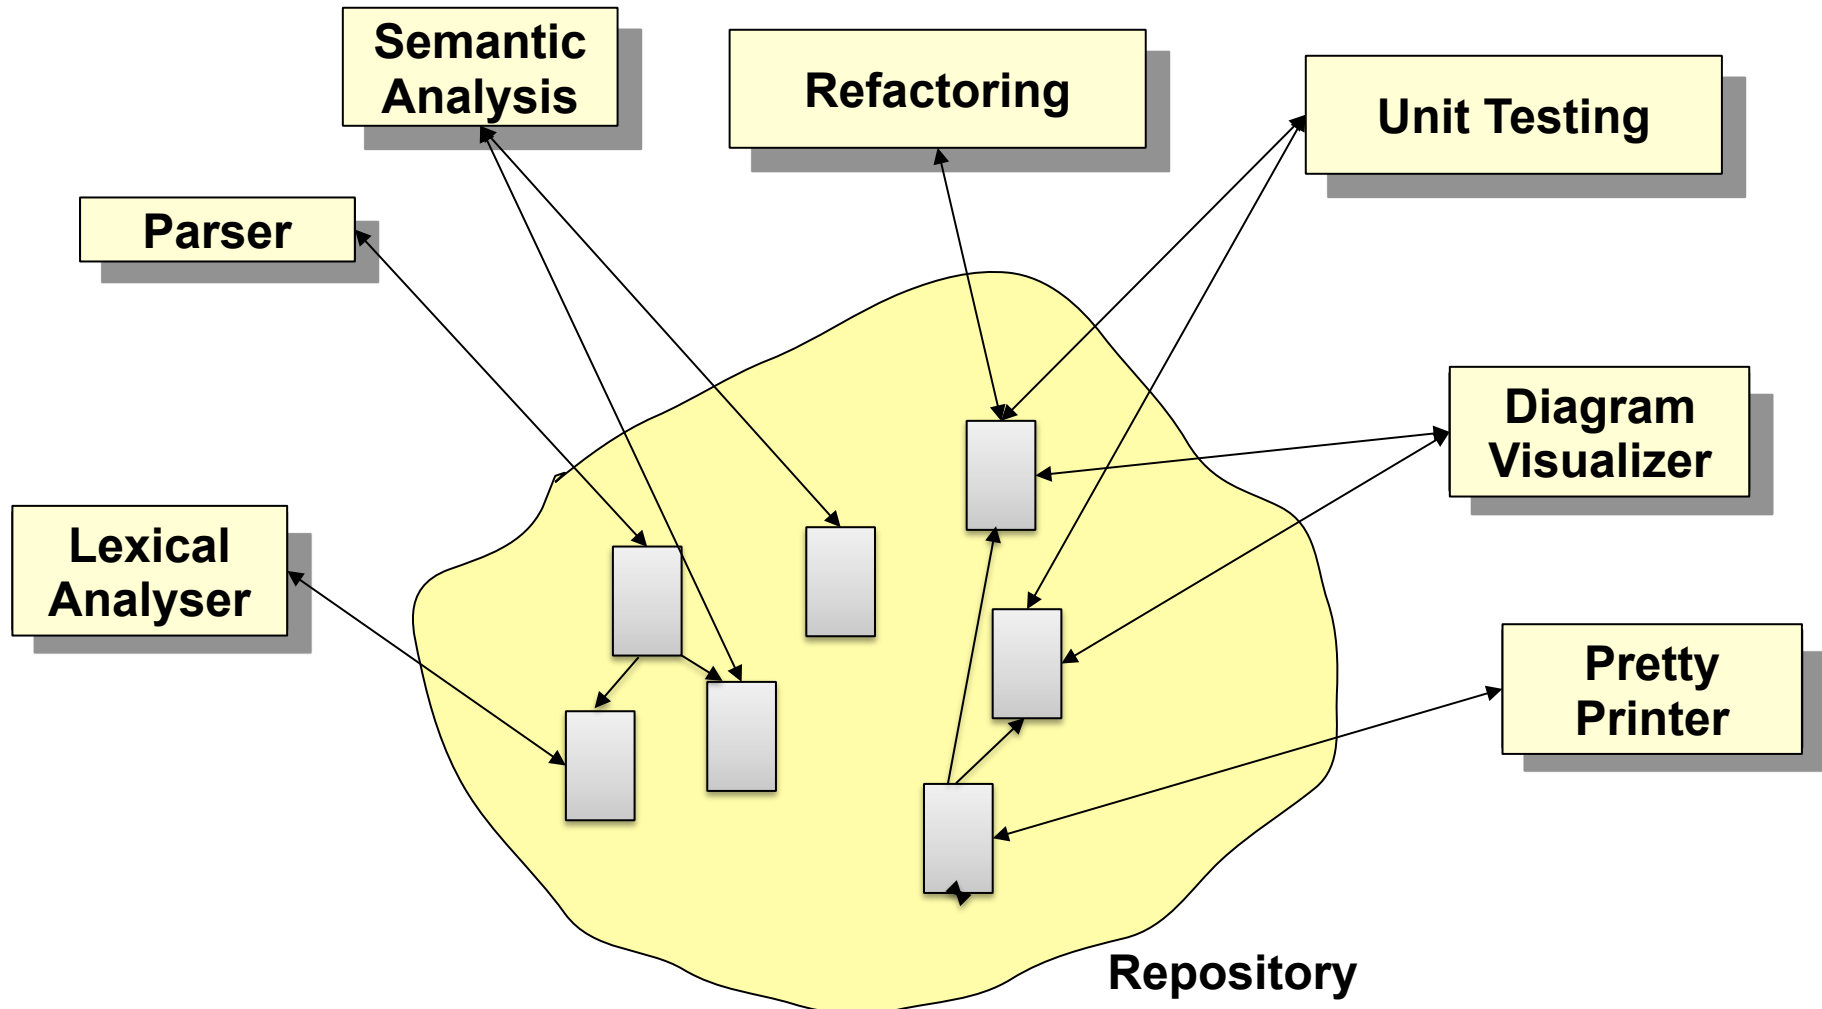 Semantic
Analysis
Refactoring
Unit Testing
Parser
Diagram
Visualizer
Lexical
Analyser
Pretty
Printer
Repository